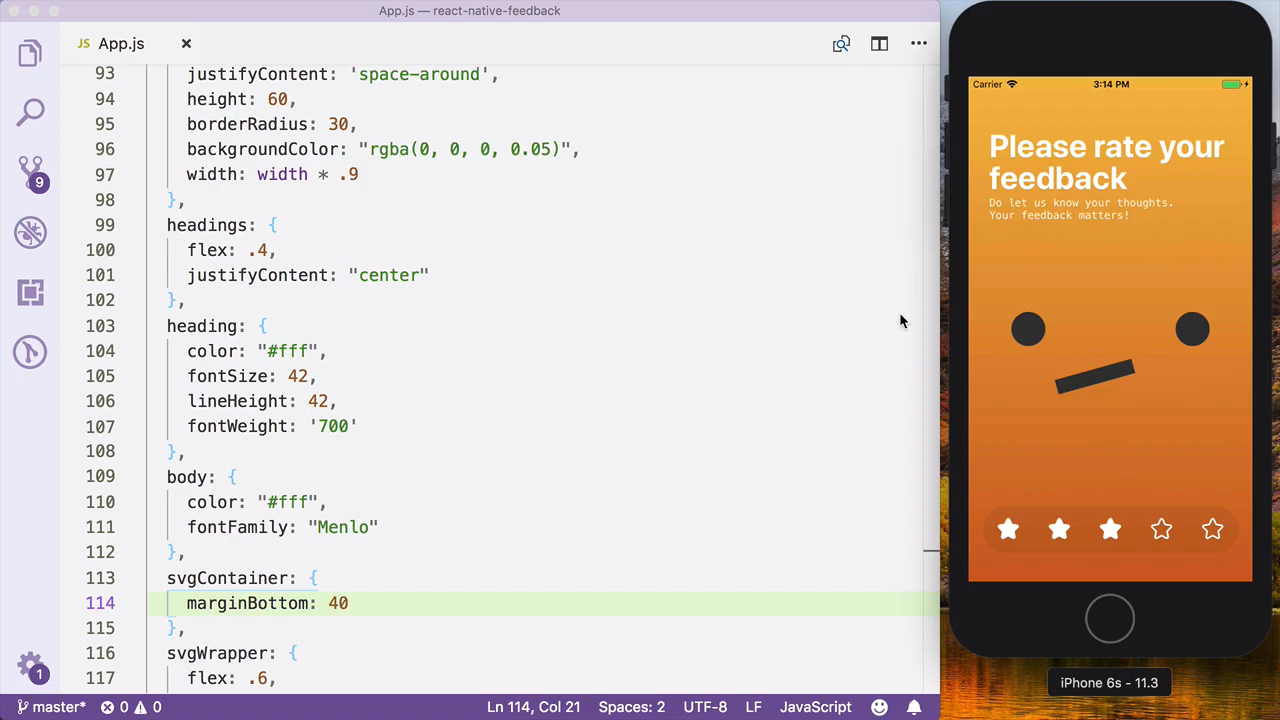 App.js — react-native-feedback
JS App.js
93 justifyContent: 'space-around',
94 height: 60,
95 borderRadius: 30,
96 backgroundColor: "rgba(0, 0, 0, 0.05)",
97 width: width * .9
98 },
99 headings: {
100 flex: .4,
101 justifyContent: "center"
102 },
103 heading: {
104 color: "#fff",
105 fontSize: 42,
106 lineHeight: 42,
107 fontWeight: '700'
108 },
109 body: {
110 color: "#fff",
111 fontFamily: "Menlo"
112 },
113 svgContainer: {
114 marginBottom: 40
115 },
116 svgWrapper: {
117 flex: .6,
9
1
master* 0 0
Ln 114, Col 21 Spaces: 2 UTF-8 LF JavaScript
Carrier 3:14 PM
Please rate your
feedback
Do let us know your thoughts.
Your feedback matters!
iPhone 6s - 11.3